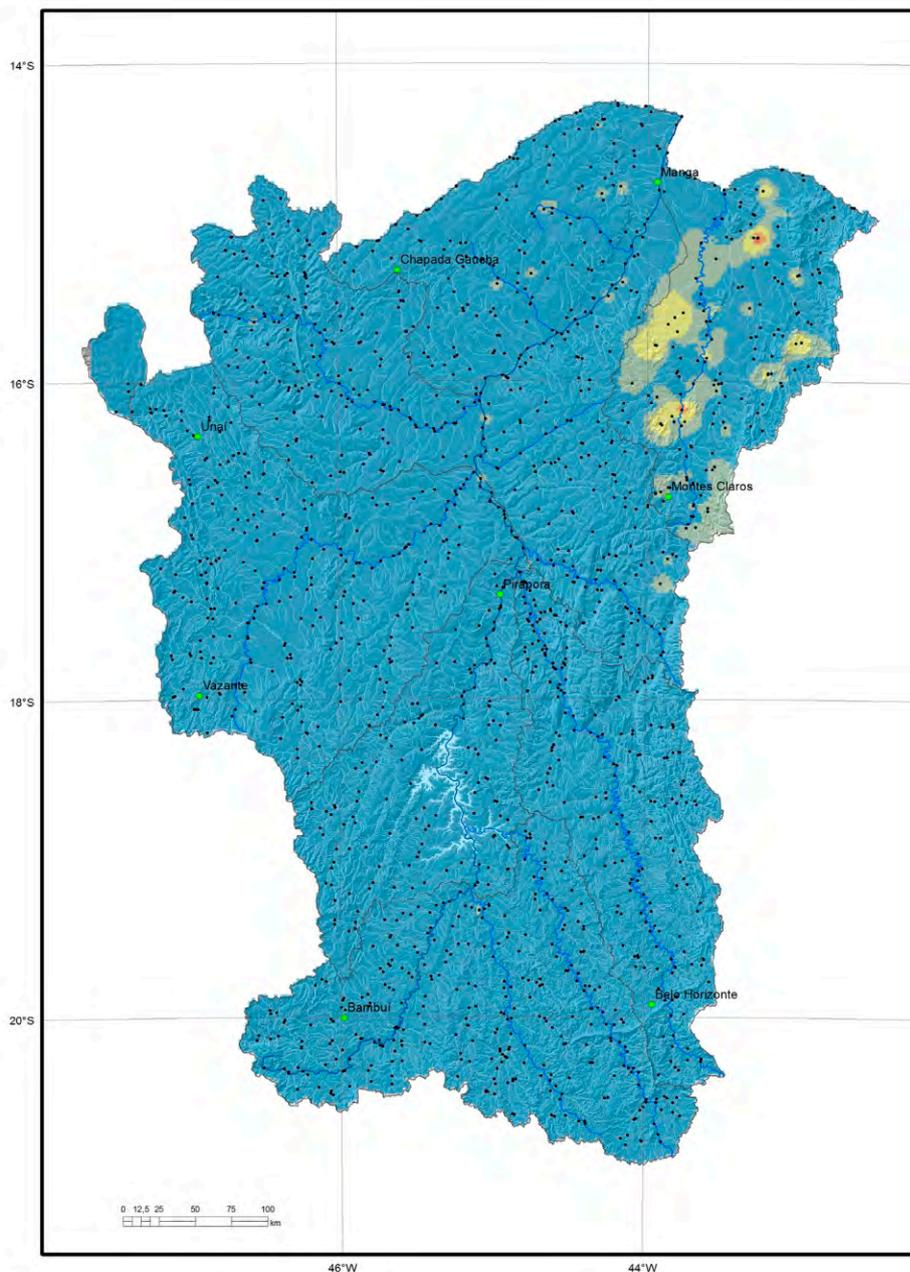 14°S
Manga
Chapada Gaúcha
16°S
Unaí
Montes Claros
Pirapora
18°S
Vazante
Belo Horizonte
Bambuí
20°S
0 12,5 25 50 75 100
km
46°W 44°W